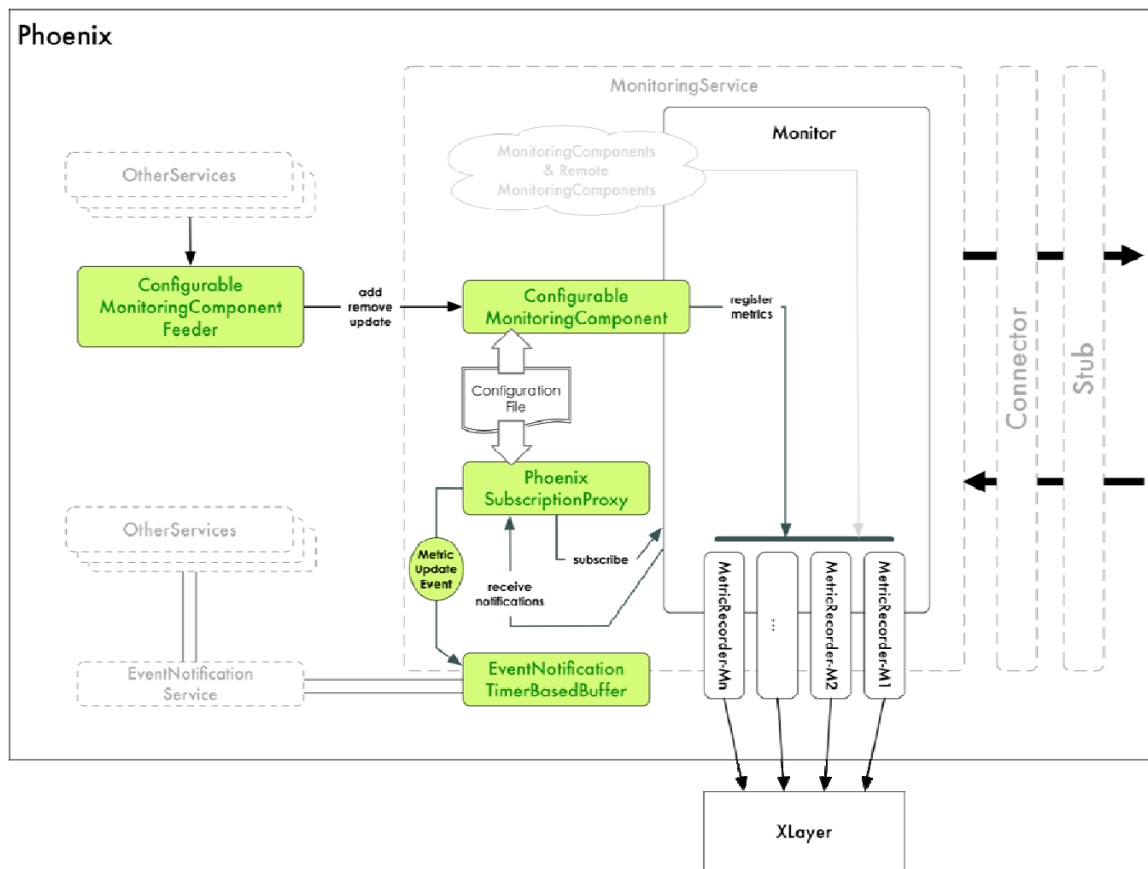 Phoenix
MonitoringService
Monitor
MonitoringComponents
& Remote
MonitoringComponents
OtherServices
Configurable
MonitoringComponent
Feeder
add
remove
update
Configurable
MonitoringComponent
register
metrics
Configuration
File
Connector
Stub
Phoenix
SubscriptionProxy
OtherServices
Metric
Update
Event
subscribe
receive
notifications
MetricRecorder-Mn
...
MetricRecorder-M2
MetricRecorder-M1
EventNotification
Service
EventNotification
TimerBasedBuffer
XLayer